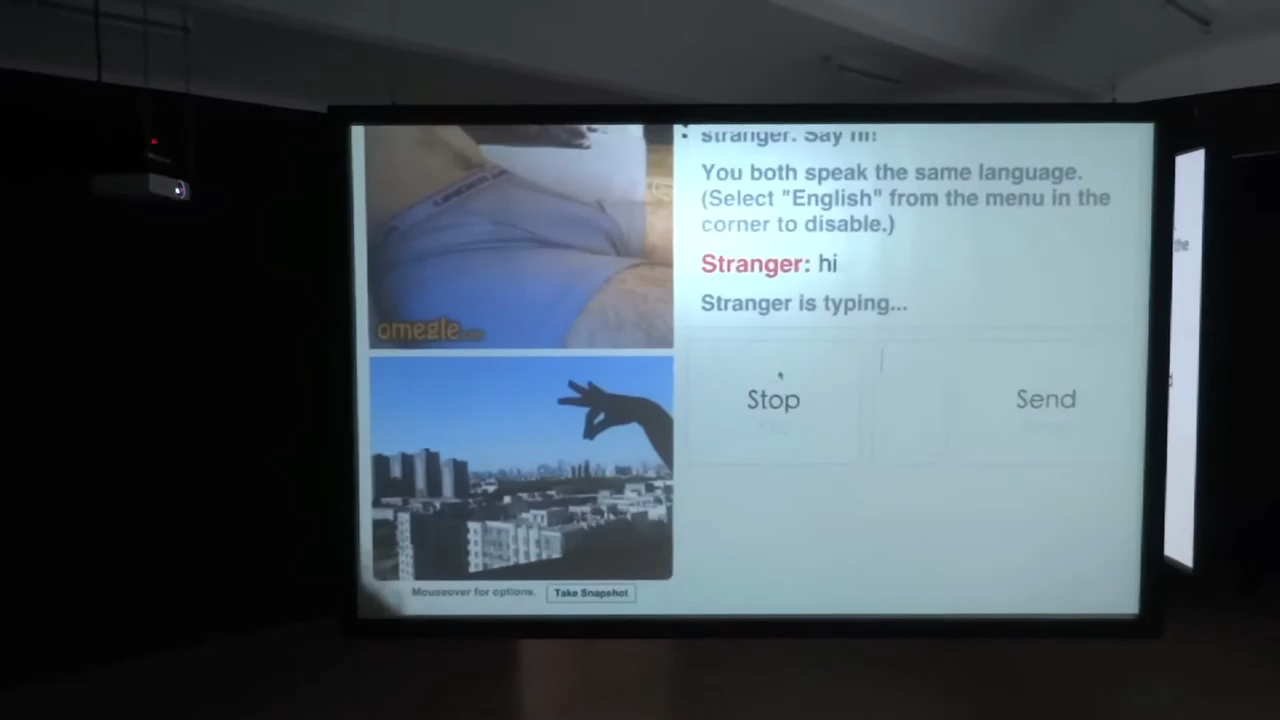 stranger. Say hi!
You both speak the same language.
(Select "English" from the menu in the
corner to disable.)
Stranger: hi
Stranger is typing...
omegle
Stop
Send
Mouseover for options.
Take Snapshot
the